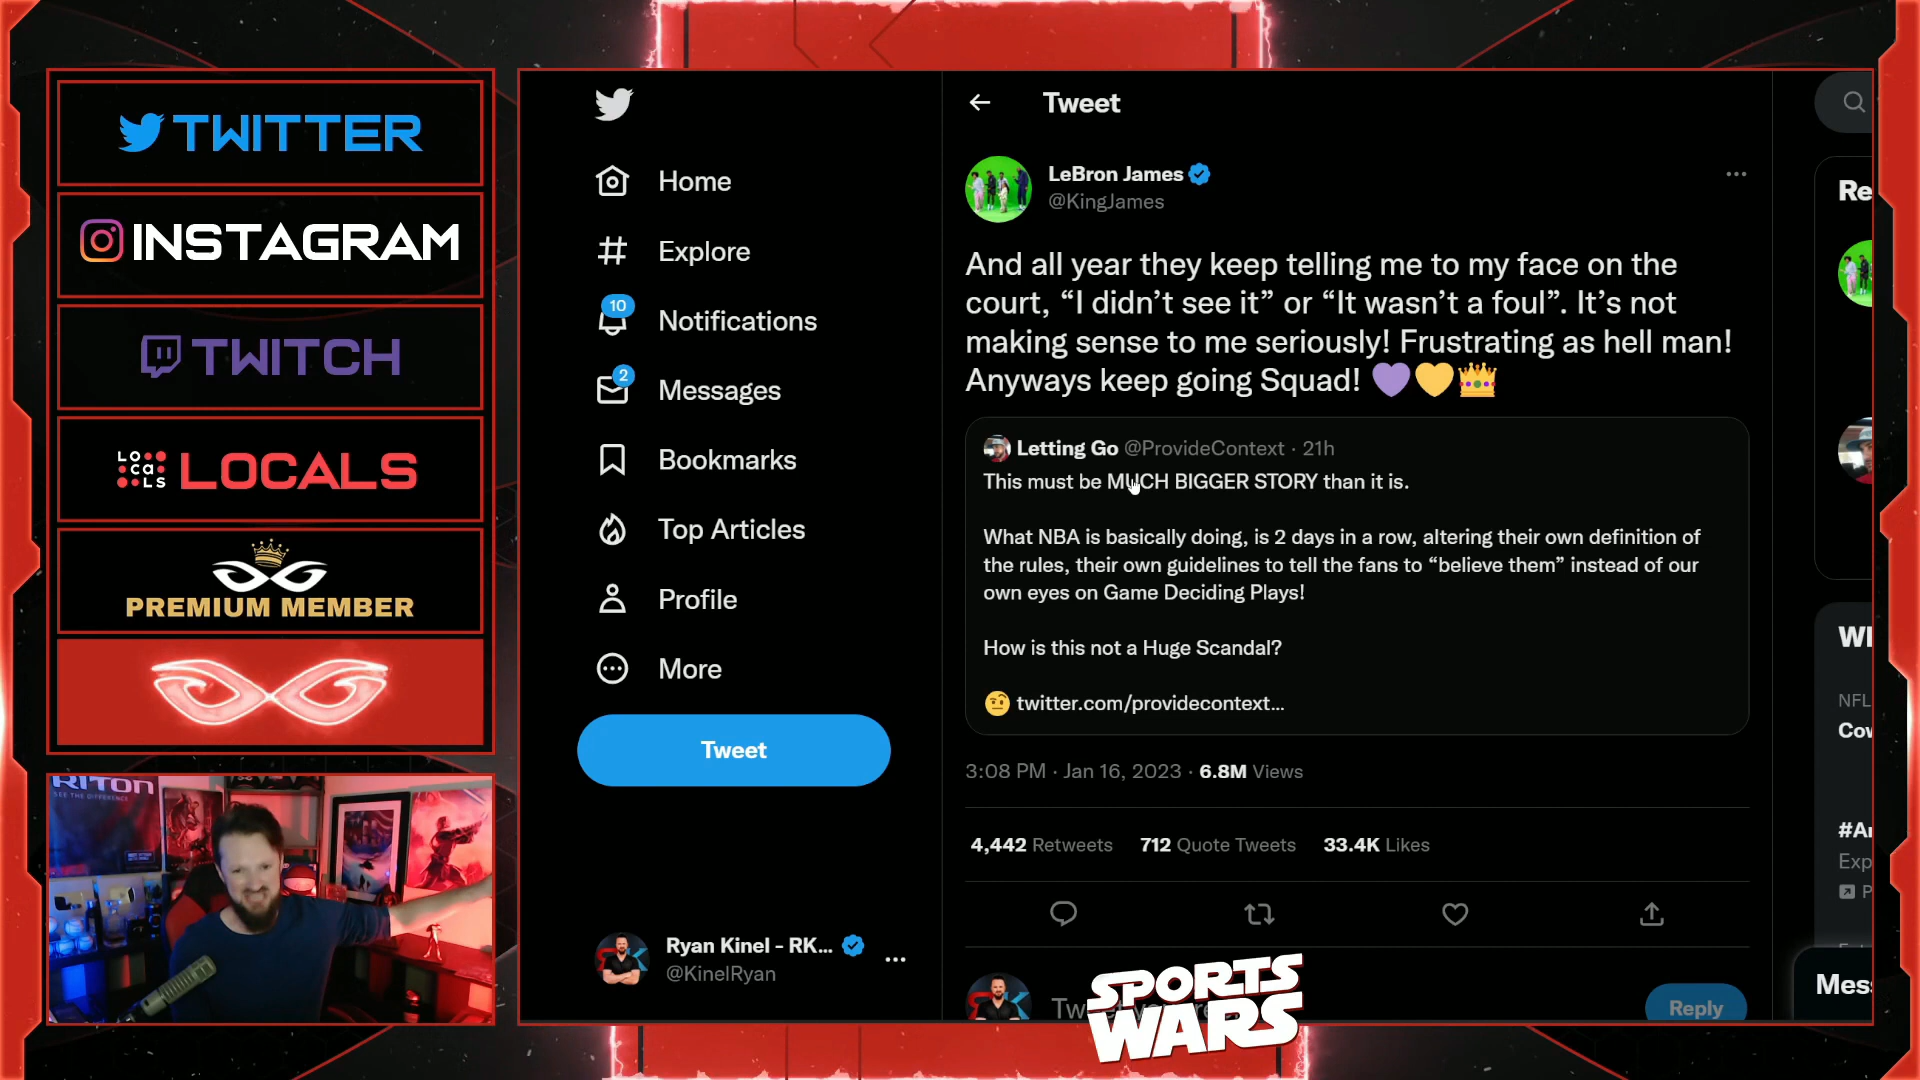 TWITTER
INSTAGRAM
TWITCH
LOCALS
LOCALS
PREMIUM MEMBER
RITON
SEE THE DIFFERENCE
Home
Explore
10
Notifications
2
Messages
Bookmarks
Top Articles
Profile
More
Tweet
Ryan Kinel - RK...
@KinelRyan
Tweet
LeBron James
@KingJames
And all year they keep telling me to my face on the
court, “I didn’t see it” or “It wasn’t a foul”. It’s not
making sense to me seriously! Frustrating as hell man!
Anyways keep going Squad! 💜💛👑
Letting Go @ProvideContext · 21h
This must be MUCH BIGGER STORY than it is.
What NBA is basically doing, is 2 days in a row, altering their own definition of
the rules, their own guidelines to tell the fans to “believe them” instead of our
own eyes on Game Deciding Plays!
How is this not a Huge Scandal?
🤨 twitter.com/providecontext...
3:08 PM · Jan 16, 2023 · 6.8M Views
4,442 Retweets 712 Quote Tweets 33.4K Likes
Reply
SPORTS
WARS
Re
NFL
#A
Exp
Mes